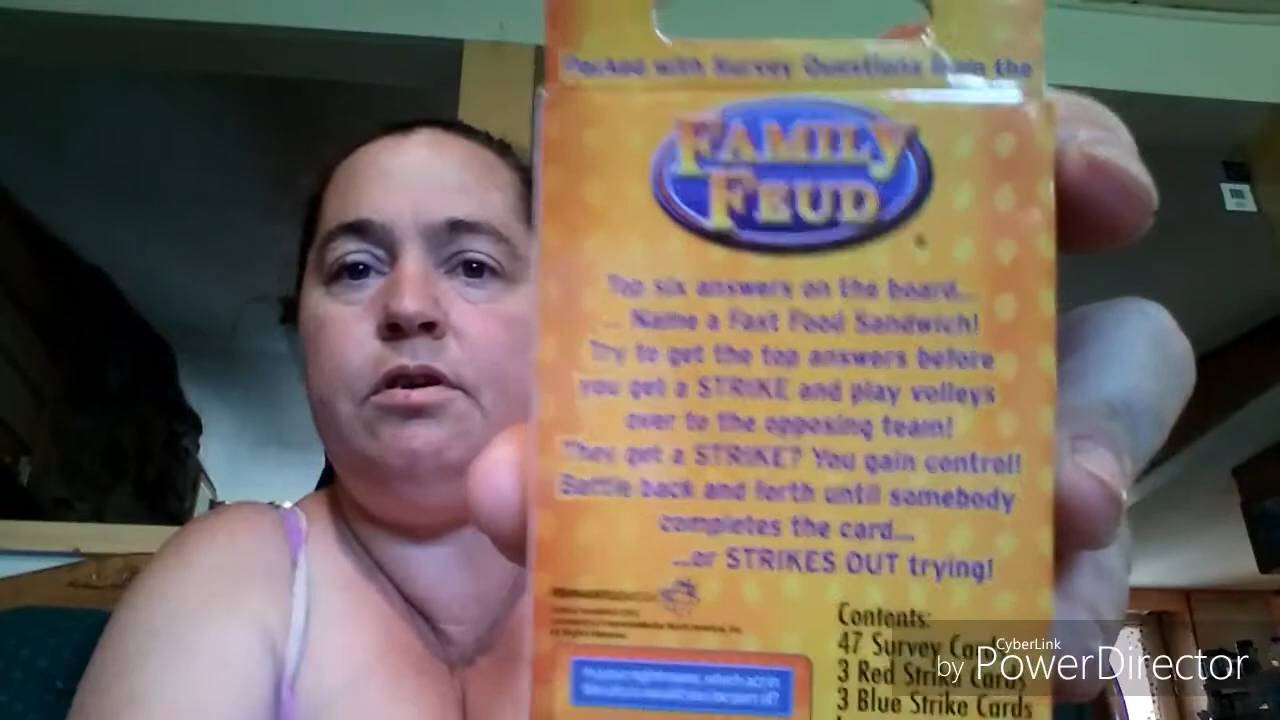 Packed with Survey Questions from the
FAMILY
FEUD
Top six answers on the board...
... Name a Fast Food Sandwich!
Try to get the top answers before
you get a STRIKE and play volleys
over to the opposing team!
They get a STRIKE? You gain control!
Battle back and forth until somebody
completes the card...
...or STRIKES OUT trying!
Contents:
47 Survey Cards
3 Red Strike Cards
3 Blue Strike Cards
CyberLink
by PowerDirector